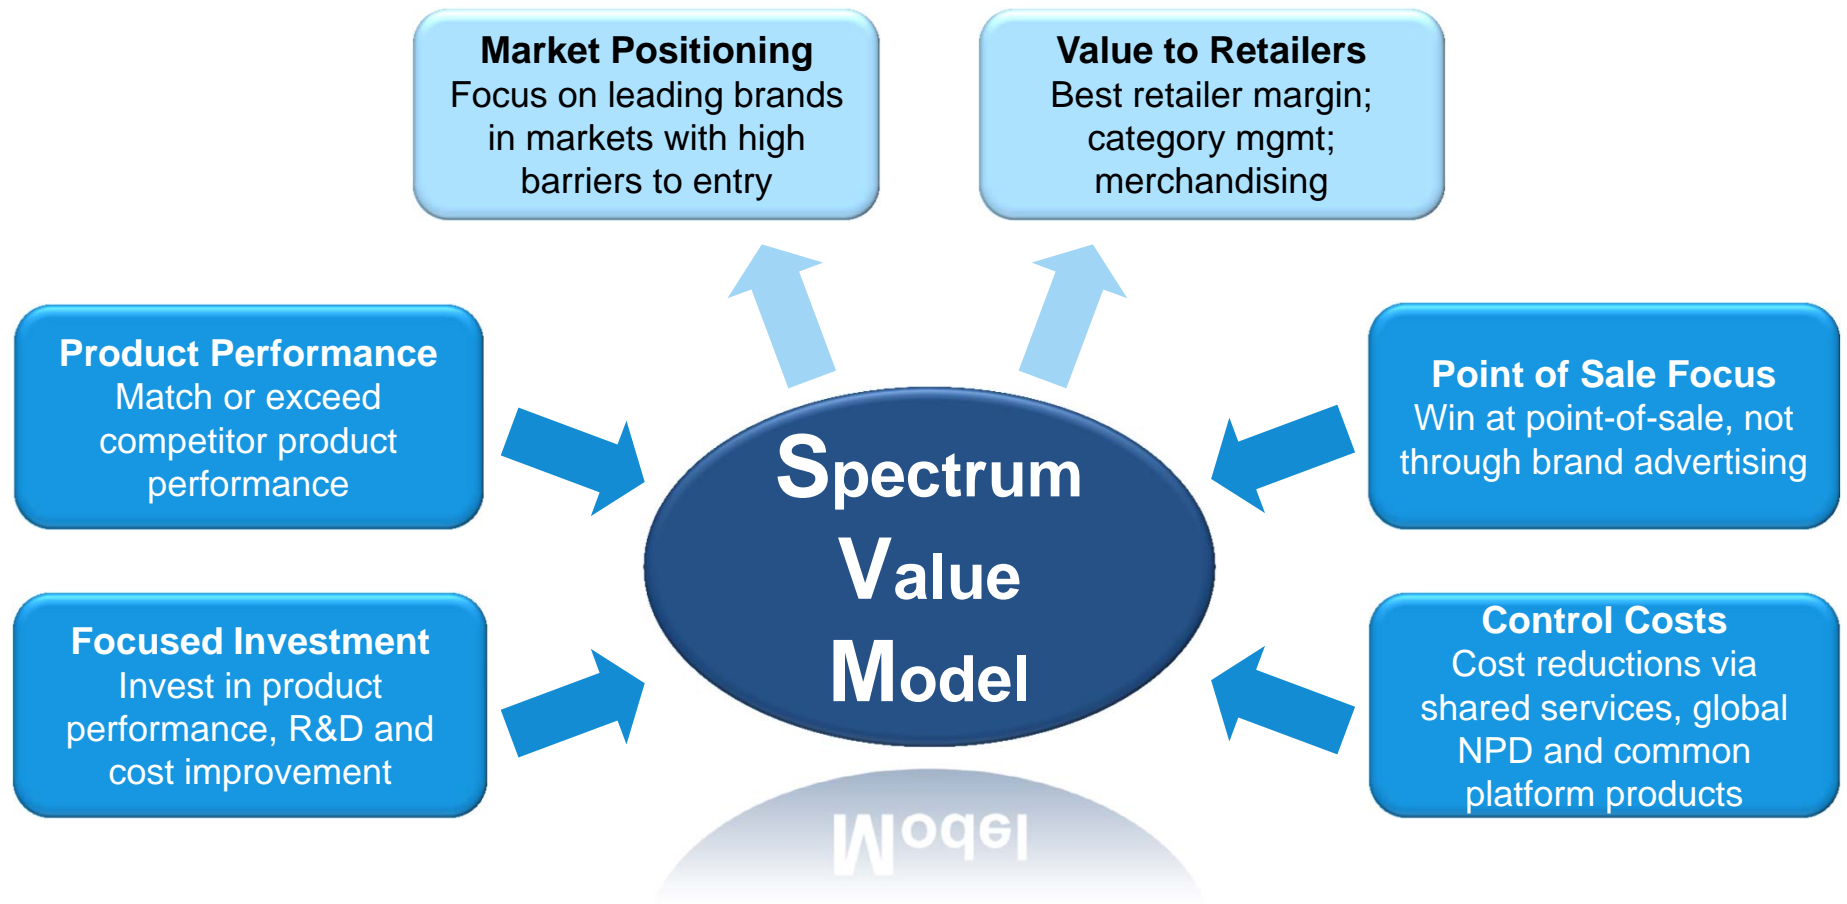 Market Positioning
Focus on leading brands
in markets with high
barriers to entry
Value to Retailers
Best retailer margin;
category mgmt;
merchandising
Product Performance
Match or exceed
competitor product
performance
Point of Sale Focus
Win at point-of-sale, not
through brand advertising
Spectrum
Value
Model
Focused Investment
Invest in product
performance, R&D and
cost improvement
Control Costs
Cost reductions via
shared services, global
NPD and common
platform products
Model